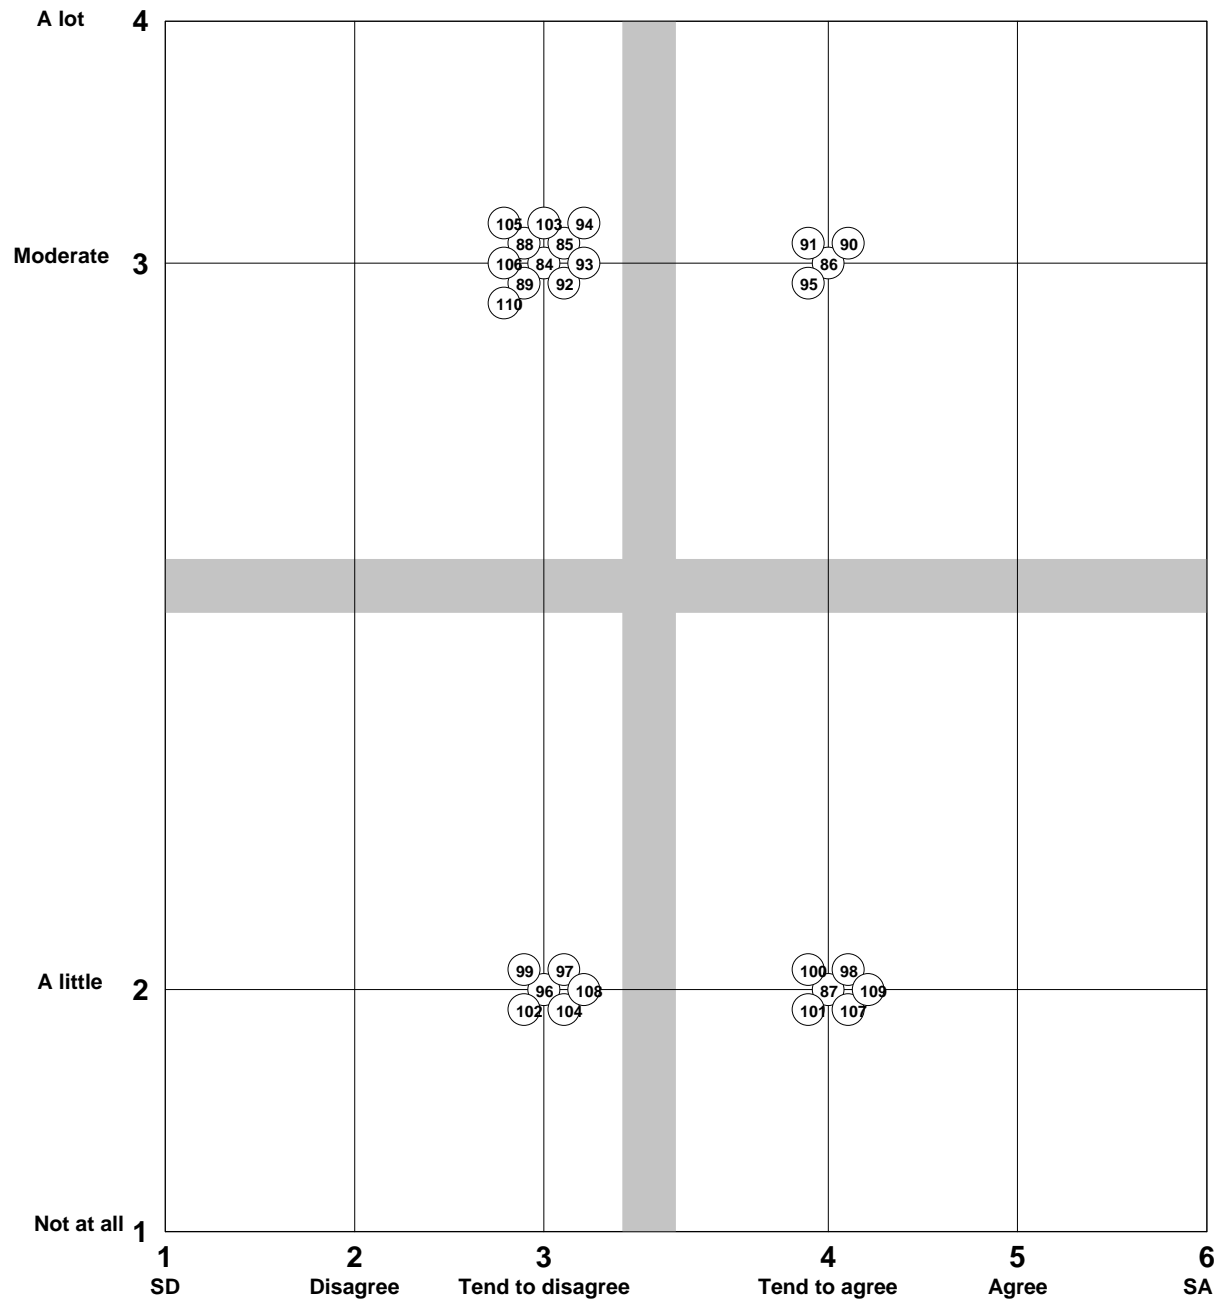 A lot 4
105 103 94
91 90
88 85
Moderate 3
106 84 93
86
89 92
95
110
99 97
100 98
A little 2
96 108
87 109
102 104
101 107
Not at all 1
1 2 3 4 5 6
SD Disagree Tend to disagree Tend to agree Agree SA